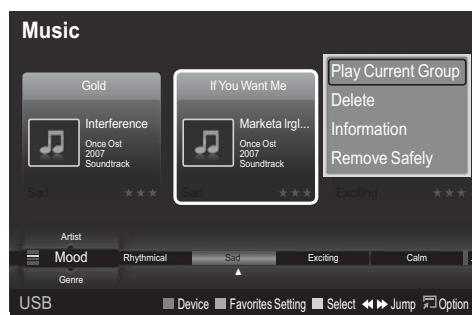 Music
Gold
Interference
Once Ost
2007
Soundtrack
Sad ★★★
If You Want Me
Marketa Irgl...
Once Ost
2007
Soundtrack
Sad ★★★
Play Current Group
Delete
Information
Remove Safely
Exciting ★★★
Artist
Mood Rhythmical Sad Exciting Calm
Genre
USB Device Favorites Setting Select Jump Option